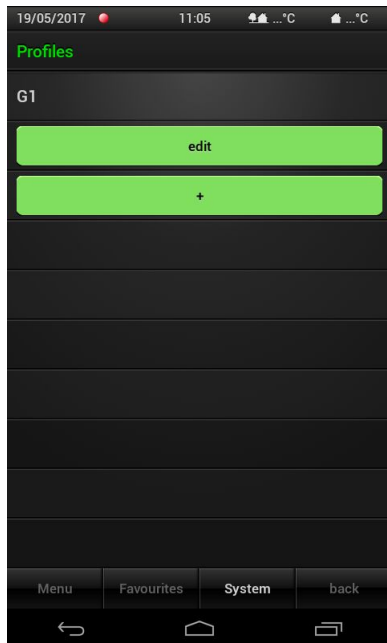 19/05/2017 11:05 ...°C ...°C
Profiles
G1
edit
+
Menu Favourites System back